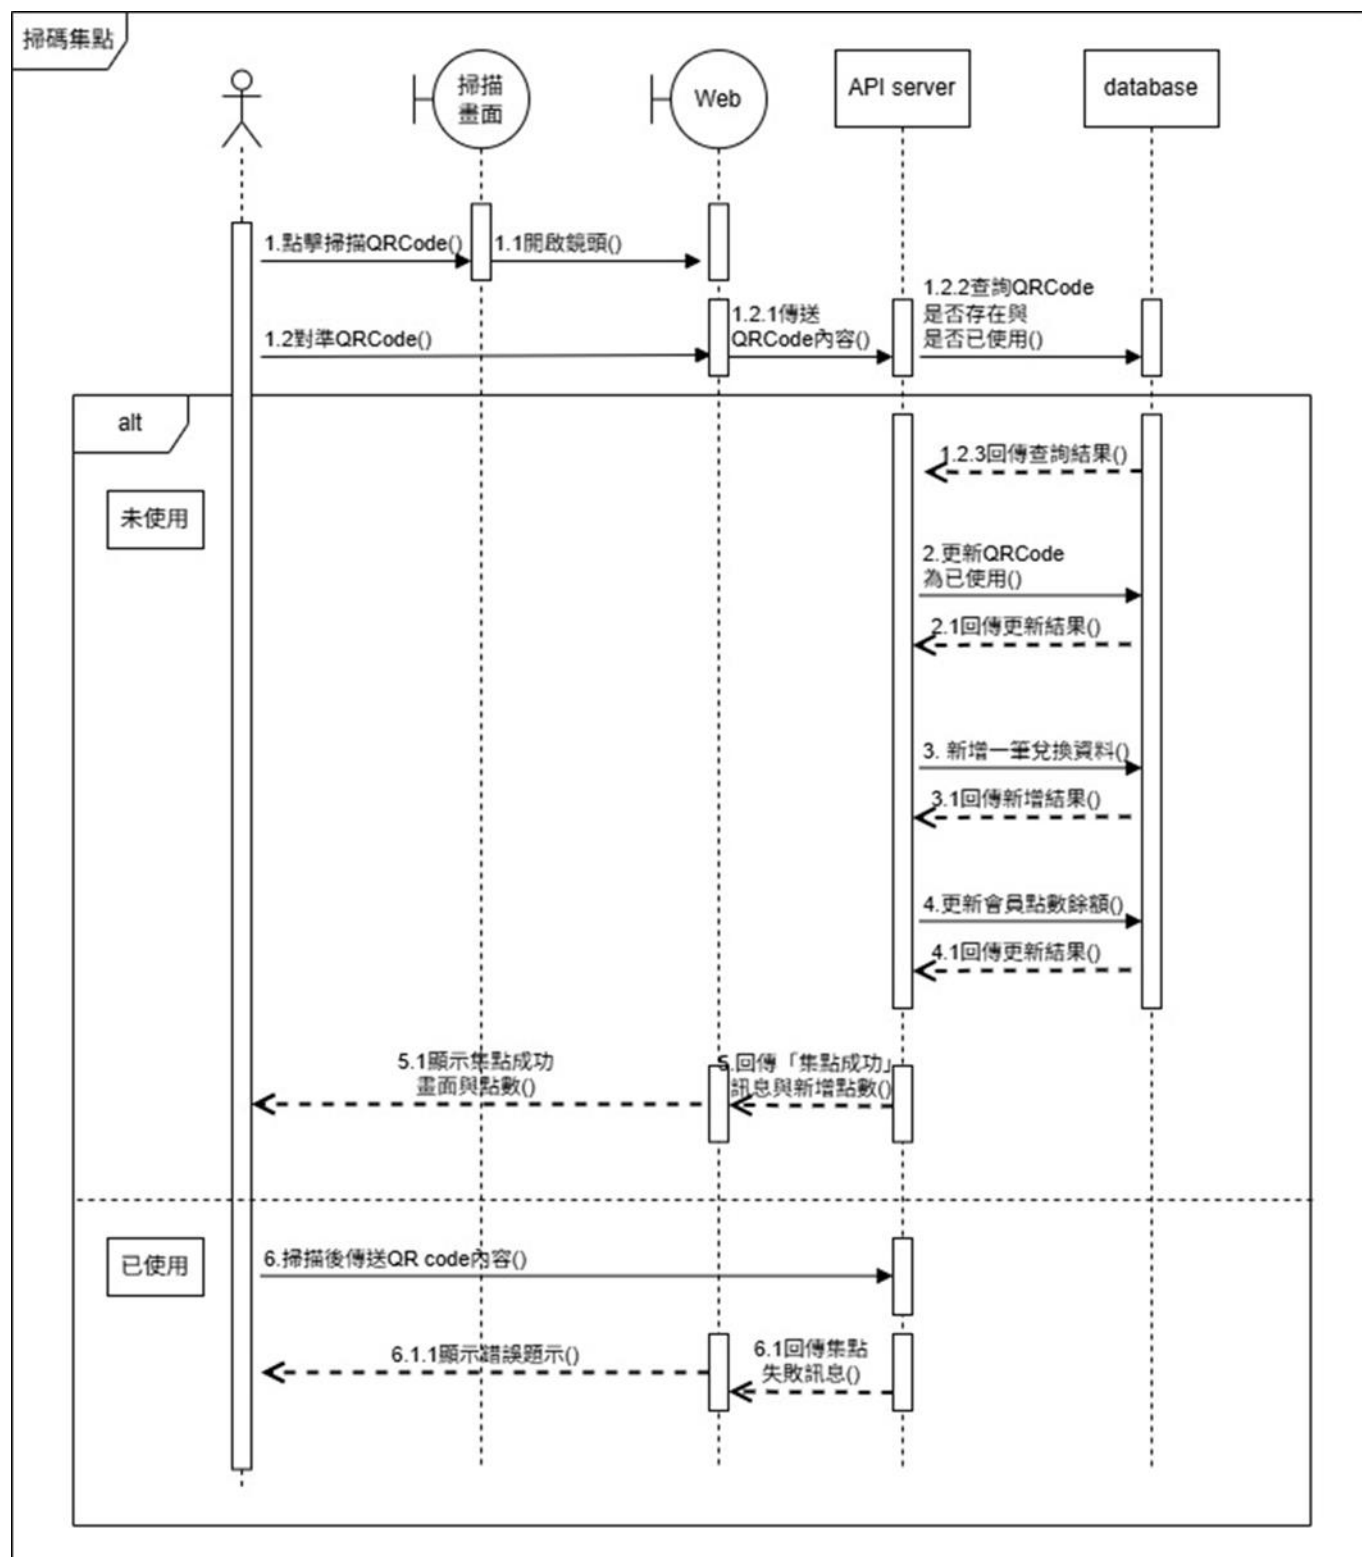 掃碼集點
掃描
畫面
Web
API server
database
1.點擊掃描QRCode()
1.1開啟鏡頭()
1.2對準QRCode()
1.2.1傳送
QRCode內容()
1.2.2查詢QRCode
是否存在與
是否已使用()
alt
1.2.3回傳查詢結果()
未使用
2.更新QRCode
為已使用()
2.1回傳更新結果()
3. 新增一筆兌換資料()
3.1回傳新增結果()
4.更新會員點數餘額()
4.1回傳更新結果()
5.1顯示集點成功
畫面與點數()
5.回傳「集點成功」
訊息與新增點數()
已使用
6.掃描後傳送QR code內容()
6.1.1顯示錯誤題示()
6.1回傳集點
失敗訊息()